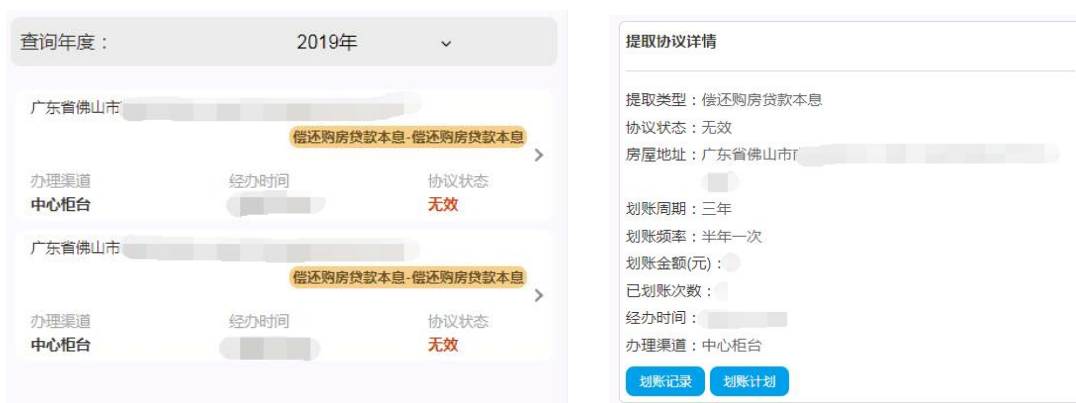 查询年度： 2019年
广东省佛山市
偿还购房贷款本息-偿还购房贷款本息
办理渠道 经办时间 协议状态
中心柜台 无效
广东省佛山市
偿还购房贷款本息-偿还购房贷款本息
办理渠道 经办时间 协议状态
中心柜台 无效
提取协议详情
提取类型：偿还购房贷款本息
协议状态：无效
房屋地址：广东省佛山市
划账周期：三年
划账频率：半年一次
划账金额(元)：
已划账次数：
经办时间：
办理渠道：中心柜台
划账记录 划账计划